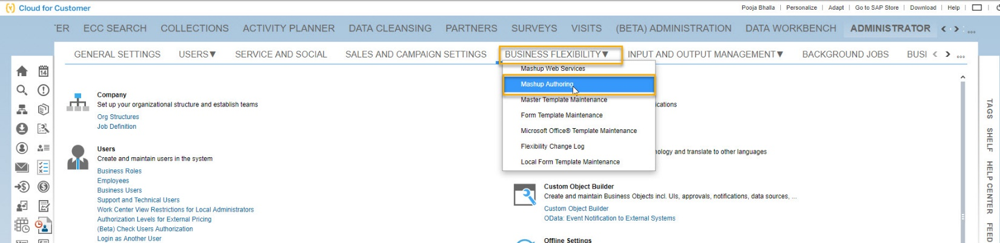 Cloud for Customer
Pooja Bhalla | Personalize | Adapt | Go to SAP Store | Download | Help |
ER ECC SEARCH COLLECTIONS ACTIVITY PLANNER DATA CLEANSING PARTNERS SURVEYS VISITS (BETA) ADMINISTRATION DATA WORKBENCH ADMINISTRATOR
GENERAL SETTINGS USERS▼ SERVICE AND SOCIAL SALES AND CAMPAIGN SETTINGS BUSINESS FLEXIBILITY▼ INPUT AND OUTPUT MANAGEMENT▼ BACKGROUND JOBS BUSI
14
Mashup Web Services
Mashup Authoring
Master Template Maintenance
Form Template Maintenance
Microsoft Office® Template Maintenance
Flexibility Change Log
Local Form Template Maintenance
Company
Set up your organizational structure and establish teams
Org Structures
Job Definition
Users
Create and maintain users in the system
Business Roles
Employees
Business Users
Support and Technical Users
Work Center View Restrictions for Local Administrators
Authorization Levels for External Pricing
(Beta) Check Users Authorization
Login as Another User
ications
nology and translate to other languages
Custom Object Builder
Create and maintain Business Objects incl. UIs, approvals, notifications, data sources, ...
Custom Object Builder
OData: Event Notification to External Systems
Offline Settings
TAGS
SHELF
HELP CENTER
FEED